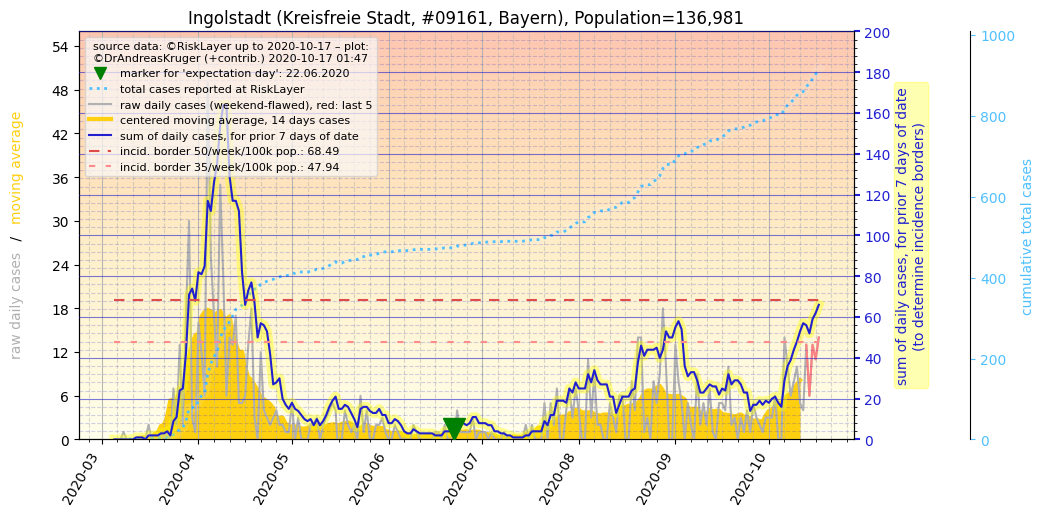 Ingolstadt (Kreisfreie Stadt, #09161, Bayern), Population=136,981
source data: ©RiskLayer up to 2020-10-17 – plot:
©DrAndreasKruger (+contrib.) 2020-10-17 01:47
marker for 'expectation day': 22.06.2020
total cases reported at RiskLayer
raw daily cases (weekend-flawed), red: last 5
centered moving average, 14 days cases
sum of daily cases, for prior 7 days of date
incid. border 50/week/100k pop.: 68.49
incid. border 35/week/100k pop.: 47.94
raw daily cases / moving average
54
48
42
36
30
24
18
12
6
0
2020-03
2020-04
2020-05
2020-06
2020-07
2020-08
2020-09
2020-10
200
180
160
140
120
100
80
60
40
20
0
sum of daily cases, for prior 7 days of date
(to determine incidence borders)
1000
800
600
400
200
0
cumulative total cases